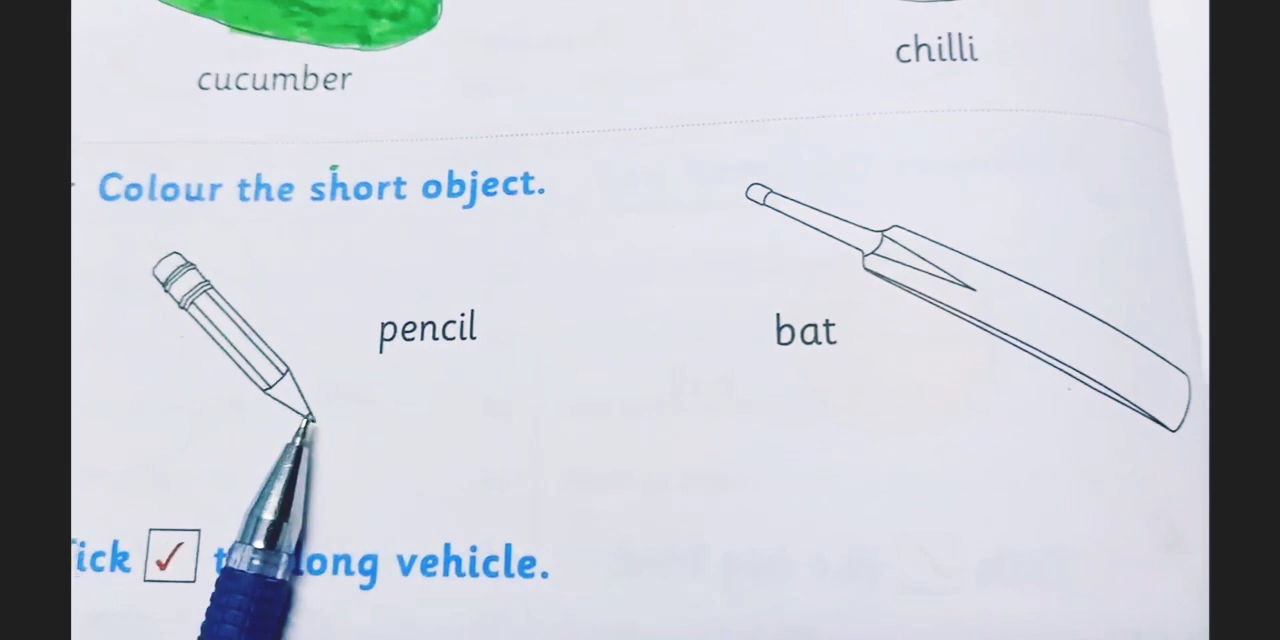 cucumber
chilli
Colour the short object.
pencil
bat
ick ✓ long vehicle.